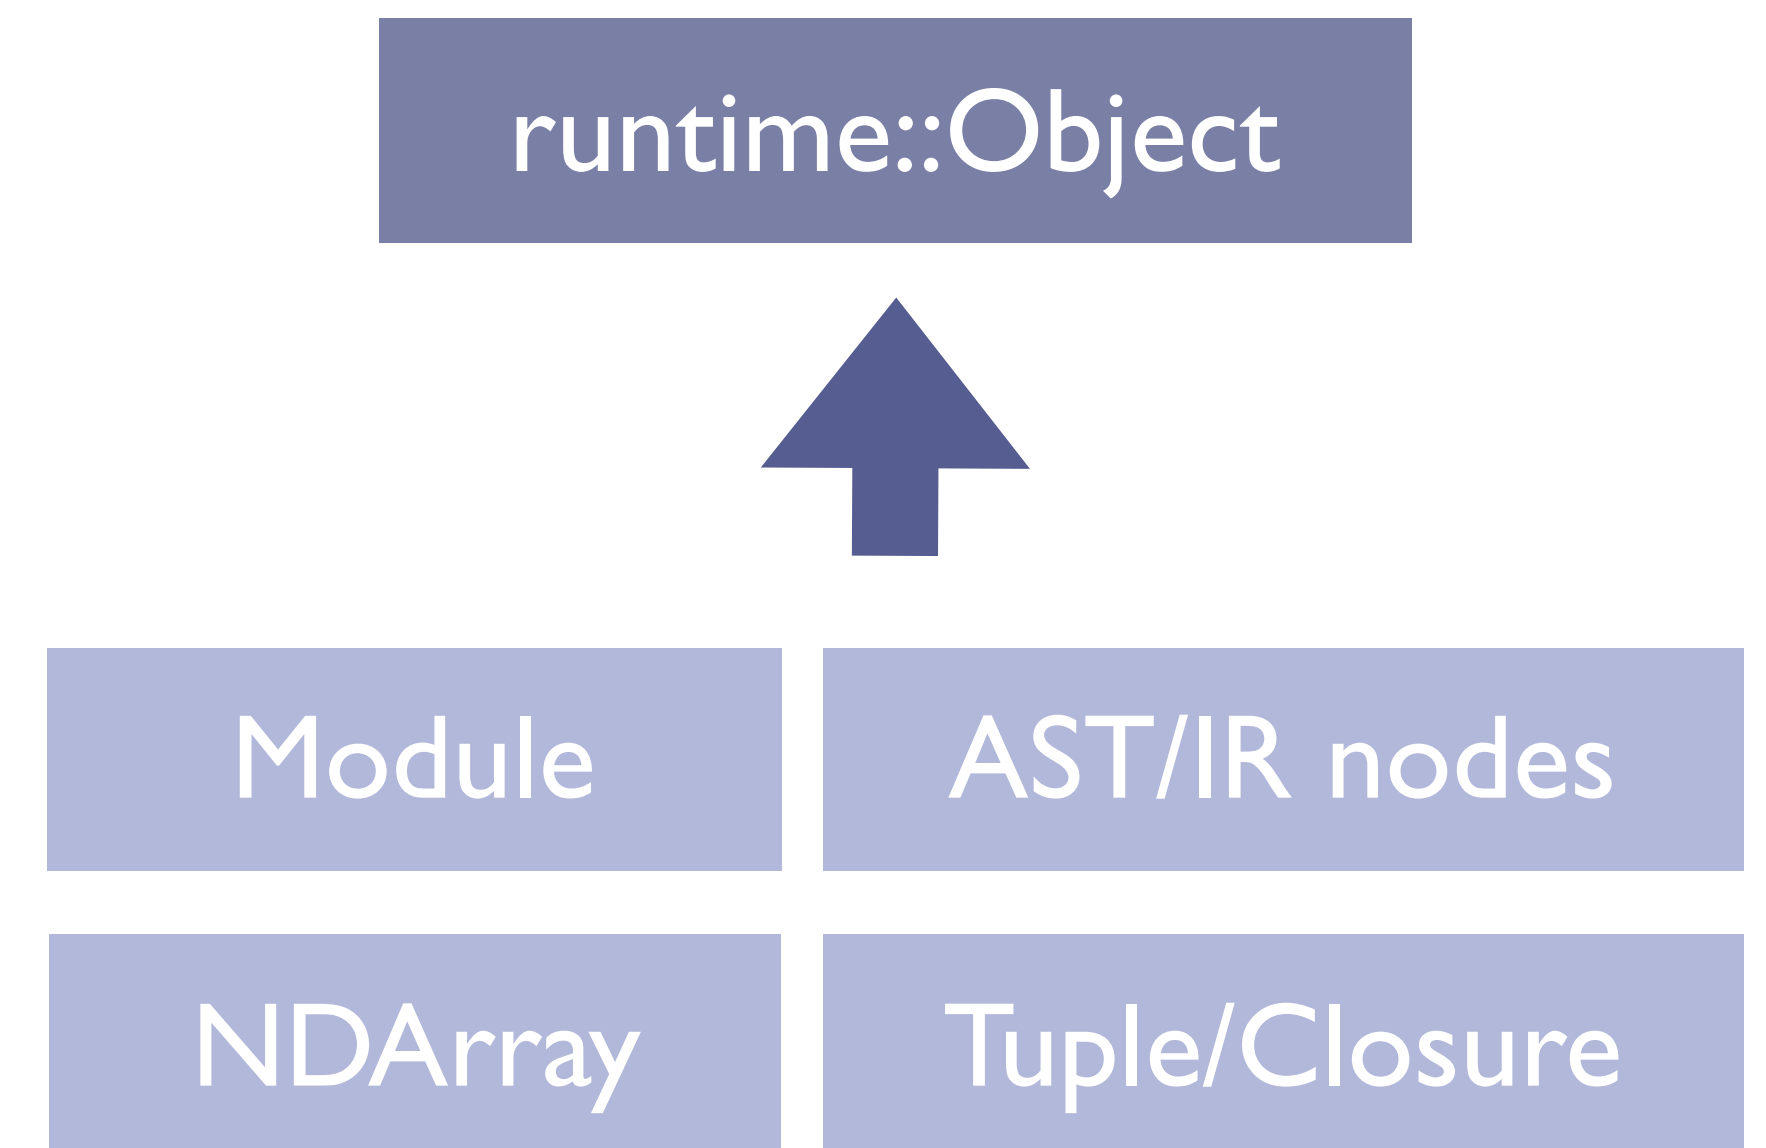 runtime::Object
Module
AST/IR nodes
NDArray
Tuple/Closure